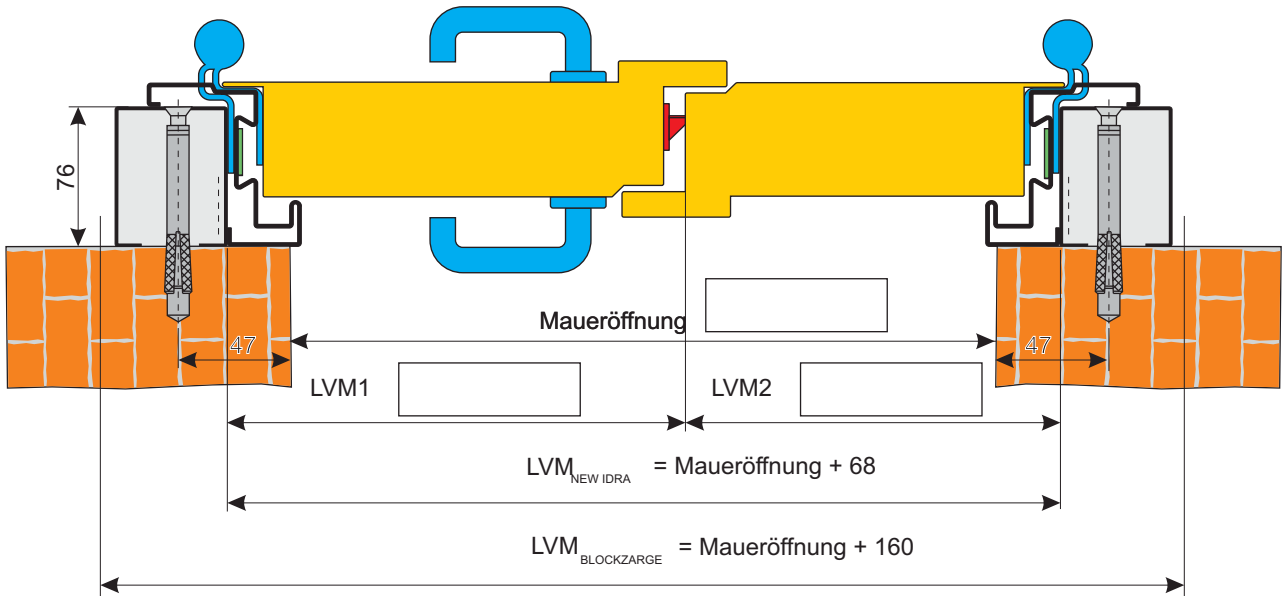 76
Maueröffnung
47
47
LVM1
LVM2
LVM NEW IDRA = Maueröffnung + 68
LVM BLOCKZARGE = Maueröffnung + 160